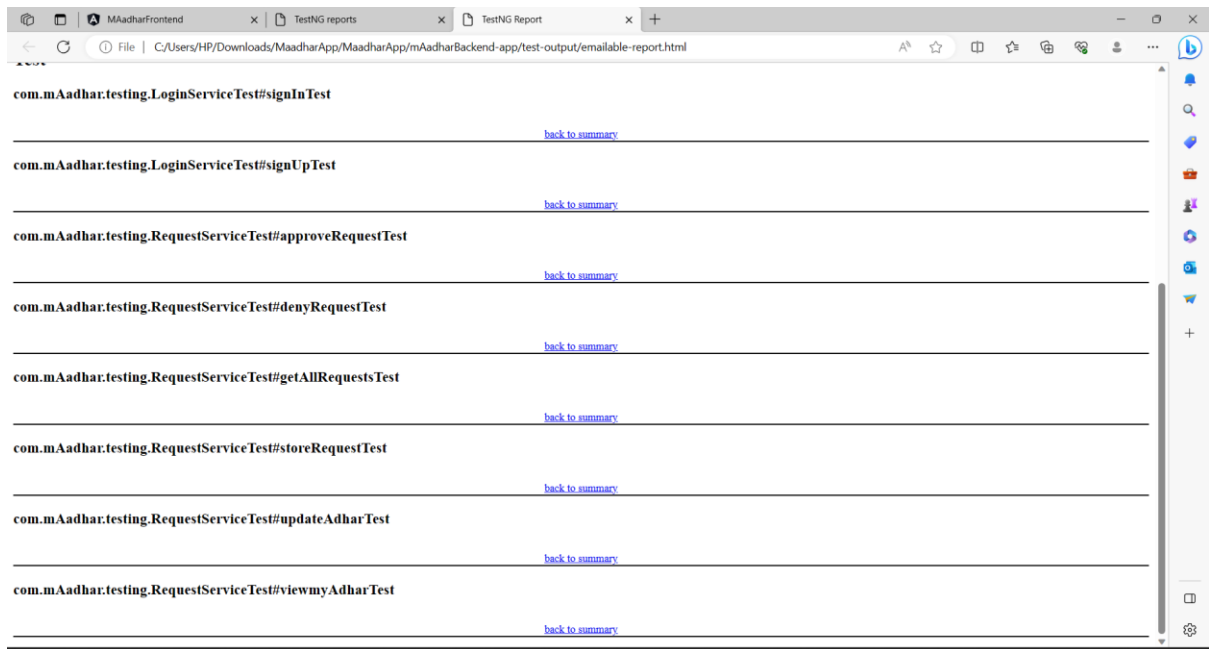 MAadharFrontend
TestNG reports
TestNG Report
File
C:/Users/HP/Downloads/MaadharApp/MaadharApp/mAadharBackend-app/test-output/emailable-report.html
Test
com.mAadhar.testing.LoginServiceTest#signInTest
back to summary
com.mAadhar.testing.LoginServiceTest#signUpTest
back to summary
com.mAadhar.testing.RequestServiceTest#approveRequestTest
back to summary
com.mAadhar.testing.RequestServiceTest#denyRequestTest
back to summary
com.mAadhar.testing.RequestServiceTest#getAllRequestsTest
back to summary
com.mAadhar.testing.RequestServiceTest#storeRequestTest
back to summary
com.mAadhar.testing.RequestServiceTest#updateAdharTest
back to summary
com.mAadhar.testing.RequestServiceTest#viewmyAdharTest
back to summary